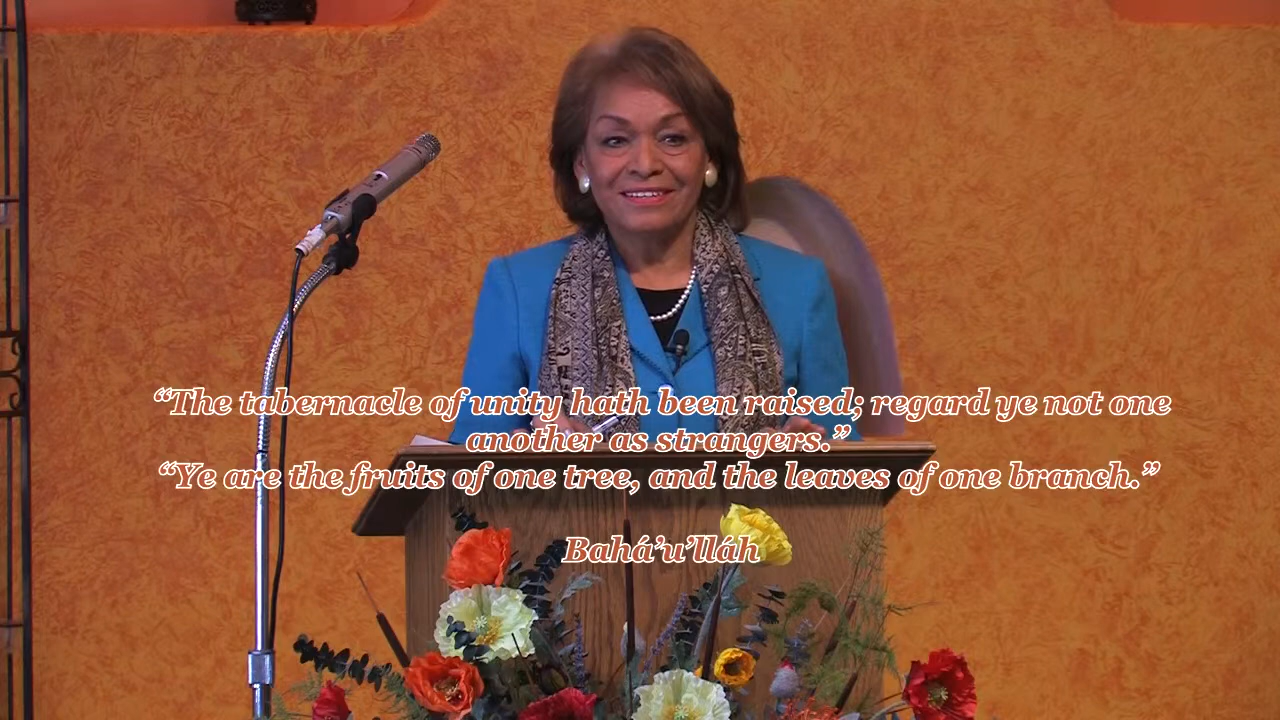 “The tabernacle of unity hath been raised; regard ye not one
another as strangers.”
“Ye are the fruits of one tree, and the leaves of one branch.”
Bahá’u’lláh